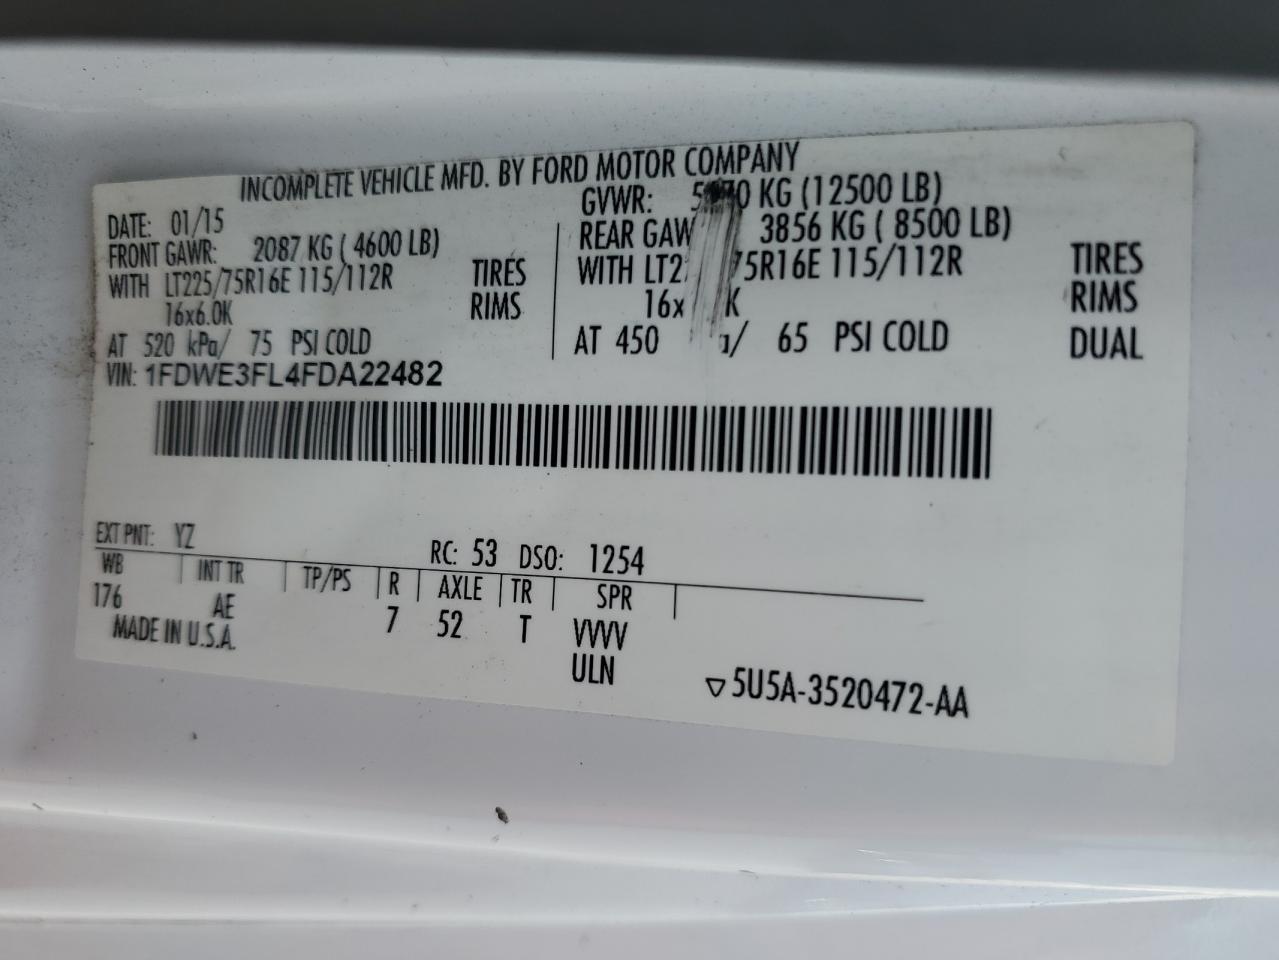 INCOMPLETE VEHICLE MFD. BY FORD MOTOR COMPANY
DATE: 01/15
GVWR: KG (12500 LB)
FRONT GAWR: 2087 KG ( 4600 LB)
REAR 3856 KG ( 8500 LB)
WITH LT225/75R16E 115/112R TIRES
WITH 115/112R TIRES
16x6.0K RIMS
RIMS
AT 520 kPa/ 75 PSI COLD
AT 450 65 PSI COLD DUAL
VIN: 1FDWE3FL4FDA22482
EXT PNT: YZ RC: 53 DSO: 1254
WB INT TR TP/PS R AXLE TR SPR
176 AE 7 52 T VVVV
MADE IN U.S.A. ULN
▽5U5A-3520472-AA